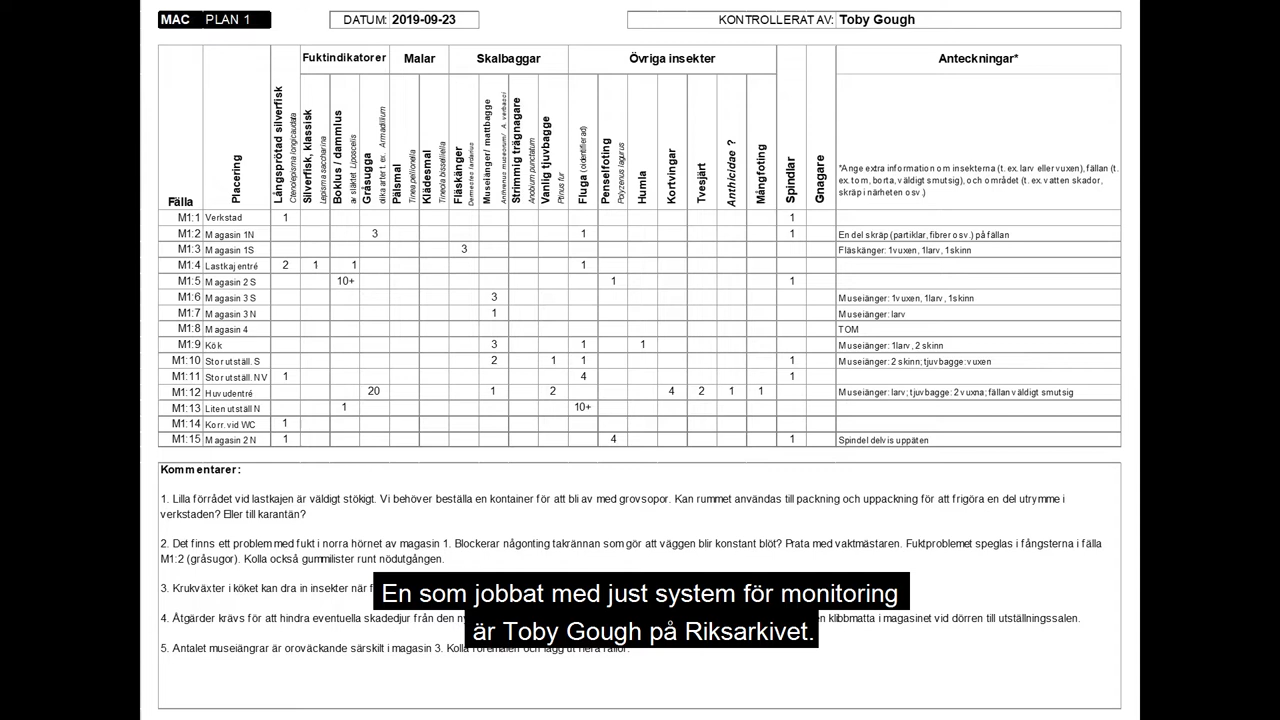 MAC PLAN 1 DATUM: 2019-09-23 KONTROLLERAT AV: Toby Gough
Fuktindikatorer Malar Skalbaggar Övriga insekter Anteckningar*
Fälla
Placering
Långsprötad silverfisk
Ctenolepisma longicaudata
Silverfisk, klassisk
Lepisma saccharina
Boklus / dammlus
av släktet Liposcelis
Gråsugga
olika arter t. ex. Armadillium
Pälsmal
Tinea pellionella
Klädesmal
Tineola bisselliella
Fläskänger
Dermestes lardarius
Museiänger/ mattbagge
Anthrenus museorum/ A. verbasci
Strimmig trägnagare
Anobium punctatum
Vanlig tjuvbagge
Ptinus fur
Fluga (oidentifierad)
Penselfoting
Polyxenus lagurus
Humla
Kortvingar
Tvesjärt
Anthicidae ?
Mångfoting
Spindlar
Gnagare
*Ange extra information om insekterna (t. ex. larv eller vuxen), fällan (t.
ex. tom, borta, väldigt smutsig), och området (t. ex. vatten skador,
skräp i närheten osv.)
M1:1 Verkstad 1 1
M1:2 Magasin 1N 3 1 1 En del skräp (partiklar, fibrer osv.) på fällan
M1:3 Magasin 1S 3 Fläskänger: 1vuxen, 1larv, 1skinn
M1:4 Lastkaj entré 2 1 1 1
M1:5 Magasin 2 S 10+ 1 1
M1:6 Magasin 3 S 3 Museiänger: 1vuxen, 1larv, 1skinn
M1:7 Magasin 3 N 1 Museiänger: larv
M1:8 Magasin 4 TOM
M1:9 Kök 3 1 1 Museiänger: 1larv, 2 skinn
M1:10 Stor utställ. S 2 1 1 1 Museiänger: 2 skinn; tjuvbagge: vuxen
M1:11 Stor utställ. NV 1 4 1
M1:12 Huvudentré 20 1 2 4 2 1 1 Museiänger: larv; tjuvbagge: 2 vuxna; fällan väldigt smutsig
M1:13 Liten utställ N 1 10+
M1:14 Korr. vid WC 1
M1:15 Magasin 2 N 1 4 1 Spindel delvis uppäten
Kommentarer:
1. Lilla förrådet vid lastkajen är väldigt stökigt. Vi behöver beställa en kontainer för att bli av med grovsopor. Kan rummet användas till packning och uppackning för att frigöra en del utrymme i
verkstaden? Eller till karantän?
2. Det finns ett problem med fukt i norra hörnet av magasin 1. Blockerar någonting takrännan som gör att väggen blir konstant blöt? Prata med vaktmästaren. Fuktproblemet speglas i fångsterna i fälla
M1:2 (gråsugor). Kolla också gummilister runt nödutgången.
3. Krukväxter i köket kan dra in insekter när
4. Åtgärder krävs för att hindra eventuella skadedjur från den klibbmatta i magasinet vid dörren till utställningssalen.
5. Antalet museiängrar är oroväckande särskilt i magasin 3. Kolla föremålen och lägg ut flera fällor.
En som jobbat med just system för monitoring
är Toby Gough på Riksarkivet.